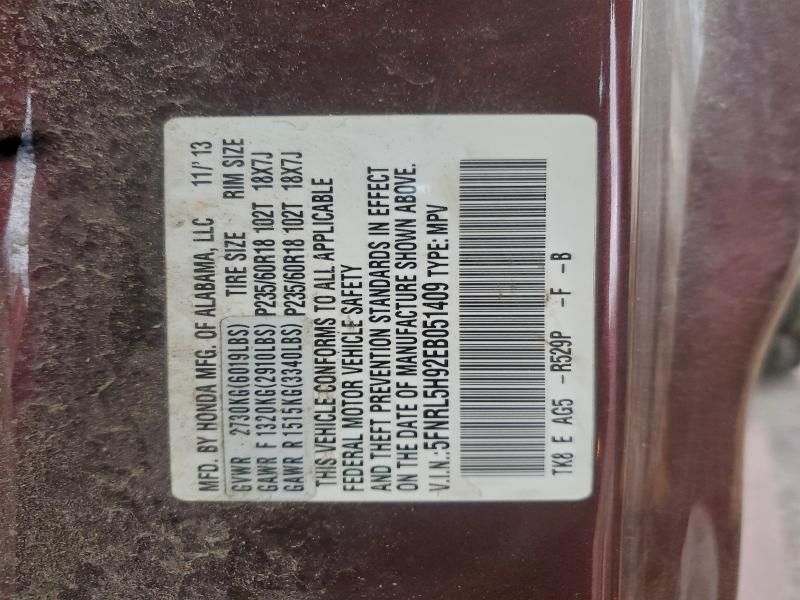 MFD. BY HONDA MFG. OF ALABAMA, LLC 11/'13
GVWR 2730KG(6019LBS) TIRE SIZE RIM SIZE
GAWR F 1320KG(2910LBS) P235/60R18 102T 18X7J
GAWR R 1515KG(3340LBS) P235/60R18 102T 18X7J
THIS VEHICLE CONFORMS TO ALL APPLICABLE
FEDERAL MOTOR VEHICLE SAFETY
AND THEFT PREVENTION STANDARDS IN EFFECT
ON THE DATE OF MANUFACTURE SHOWN ABOVE.
V.I.N.:5FNRL5H92EB051409 TYPE: MPV
TK8 E AG5 -R529P -F -B